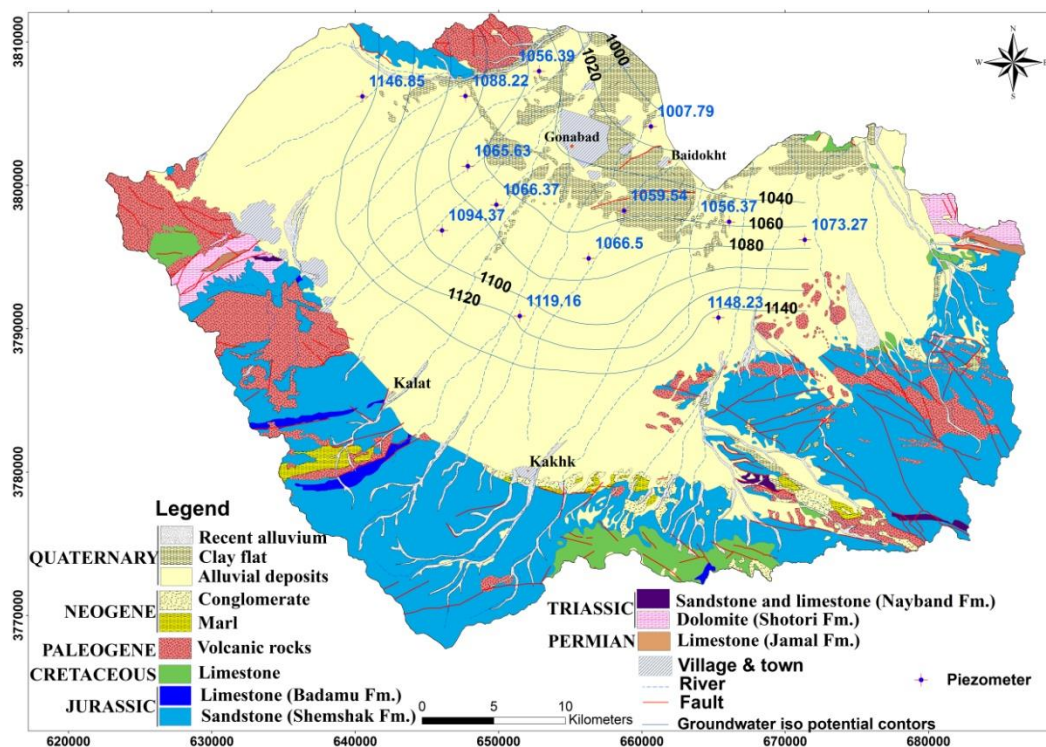 N
W E
S
3810000
3800000
3790000
3780000
3770000
1056.39
1020
1000
1146.85
1088.22
1007.79
Gonabad
Baidokht
1065.63
1066.37
1059.54
1056.37
1040
1094.37
1060
1073.27
1080
1066.5
1100
1120
1119.16
1148.23
1140
Kalat
Kakhk
Legend
QUATERNARY
Recent alluvium
Clay flat
Alluvial deposits
NEOGENE
Conglomerate
Marl
PALEOGENE Volcanic rocks
CRETACEOUS Limestone
JURASSIC
Limestone (Badamu Fm.)
Sandstone (Shemshak Fm.)
TRIASSIC
Sandstone and limestone (Nayband Fm.)
Dolomite (Shotori Fm.)
PERMIAN Limestone (Jamal Fm.)
Village & town
River
Fault
Groundwater iso potential contors
Piezometer
0 5 10
Kilometers
620000 630000 640000 650000 660000 670000 680000